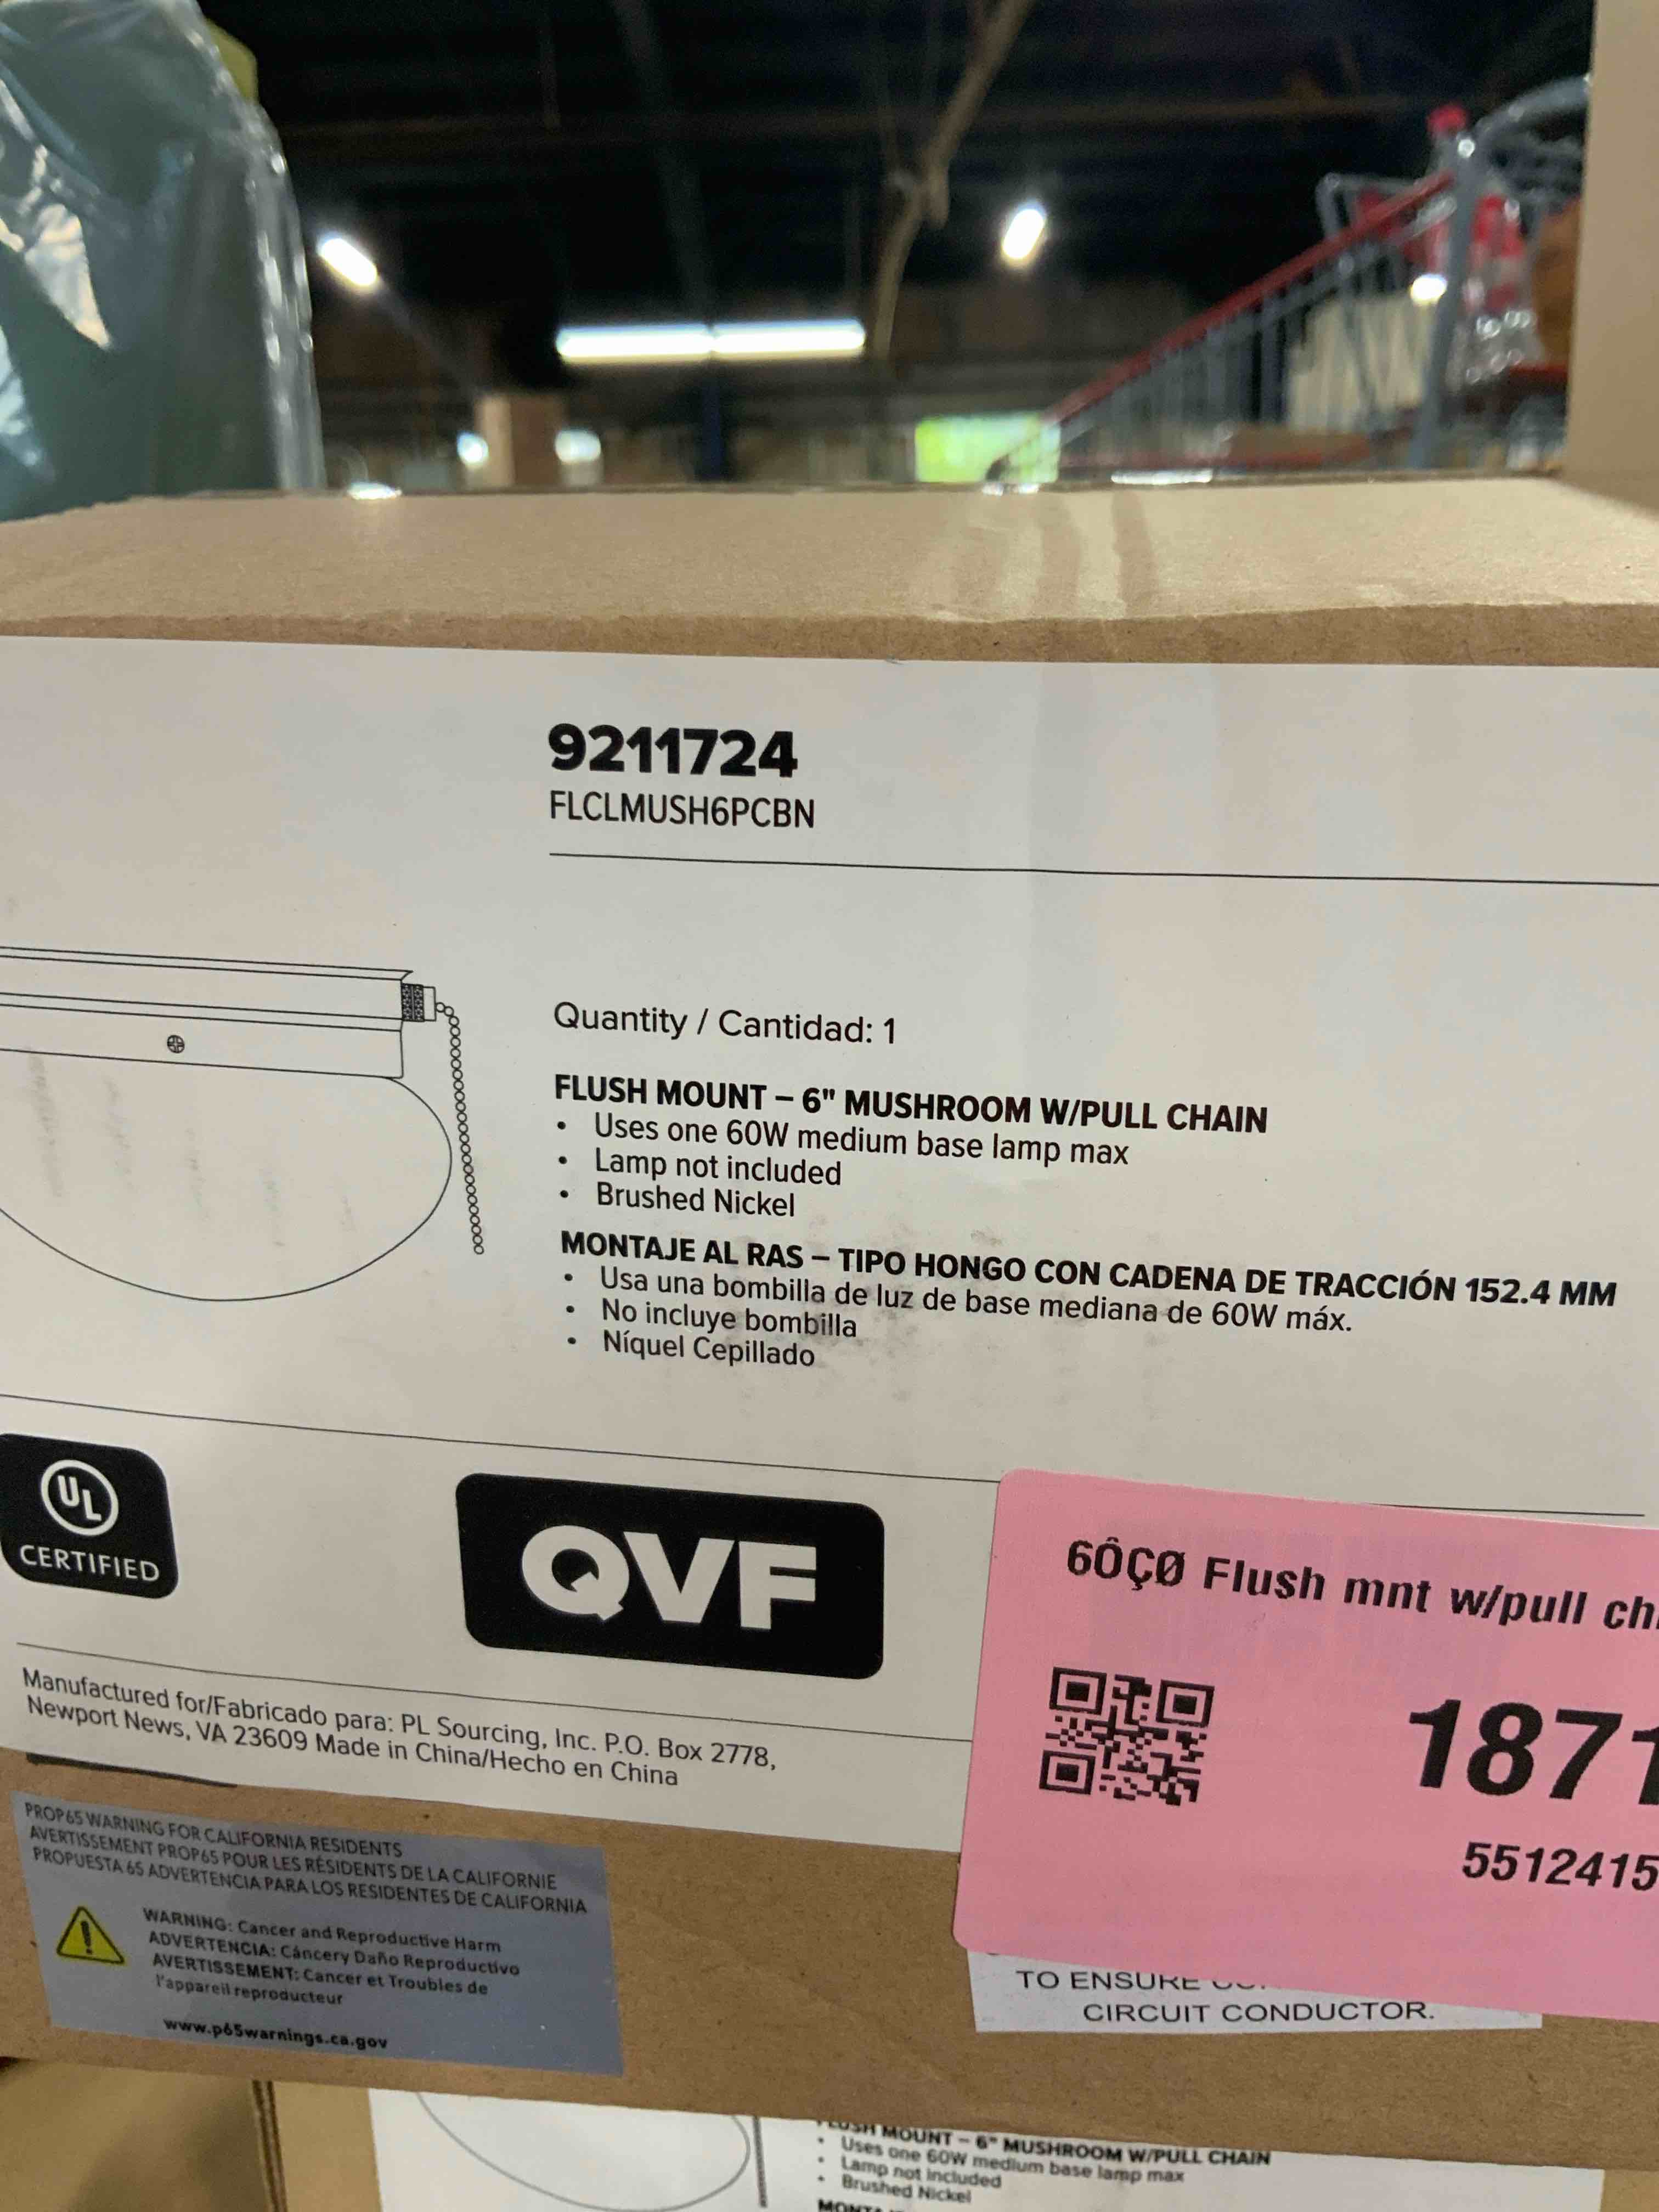 9211724
FLCLMUSH6PCBN
Quantity / Cantidad: 1
FLUSH MOUNT – 6" MUSHROOM W/PULL CHAIN
• Uses one 60W medium base lamp max
• Lamp not included
• Brushed Nickel
MONTAJE AL RAS – TIPO HONGO CON CADENA DE TRACCIÓN 152.4 MM
• Usa una bombilla de luz de base mediana de 60W máx.
• No incluye bombilla
• Níquel Cepillado
UL
CERTIFIED
QVF
Manufactured for/Fabricado para: PL Sourcing, Inc. P.O. Box 2778,
Newport News, VA 23609 Made in China/Hecho en China
6ÔÇØ Flush mnt w/pull
1871
5512415
PROP65 WARNING FOR CALIFORNIA RESIDENTS
AVERTISSEMENT PROP65 POUR LES RÉSIDENTS DE LA CALIFORNIE
PROPUESTA 65 ADVERTENCIA PARA LOS RESIDENTES DE CALIFORNIA
WARNING: Cancer and Reproductive Harm
ADVERTENCIA: Cáncery Daño Reproductivo
AVERTISSEMENT: Cancer et Troubles de
l'appareil reproducteur
www.p65warnings.ca.gov
TO ENSURE
CIRCUIT CONDUCTOR.
FLUSH MOUNT – 6" MUSHROOM W/PULL CHAIN
• Uses one 60W medium base lamp max
• Lamp not included
• Brushed Nickel